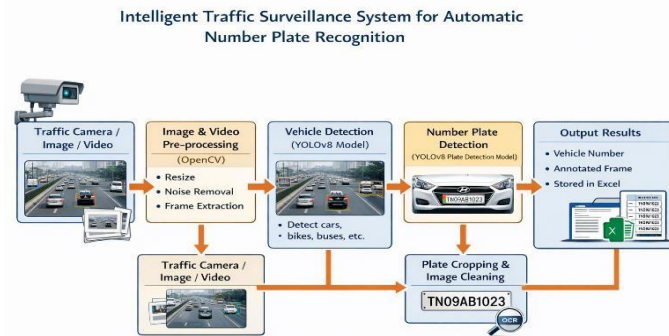 Intelligent Traffic Surveillance System for Automatic
Number Plate Recognition
Traffic Camera /
Image / Video
Image & Video
Pre-processing
(OpenCV)
• Resize
• Noise Removal
• Frame Extraction
Vehicle Detection
(YOLOv8 Model)
• Detect cars,
• bikes, buses, etc.
Number Plate
Detection
(YOLOV8 Plate Detection Model)
TN09AB1023
Output Results
• Vehicle Number
• Annotated Frame
• Stored in Excel
Traffic Camera /
Image / Video
Plate Cropping &
Image Cleaning
TN09AB1023
OCR